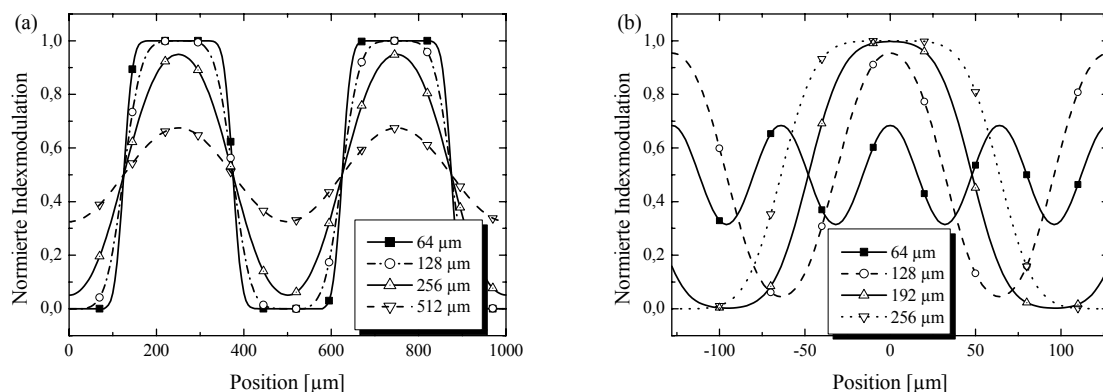 (a)
Normierte Indexmodulation
1,0
0,8
0,6
0,4
0,2
0,0
64 µm
128 µm
256 µm
512 µm
0 200 400 600 800 1000
Position [µm]
(b)
Normierte Indexmodulation
1,0
0,8
0,6
0,4
0,2
0,0
64 µm
128 µm
192 µm
256 µm
-100 -50 0 50 100
Position [µm]